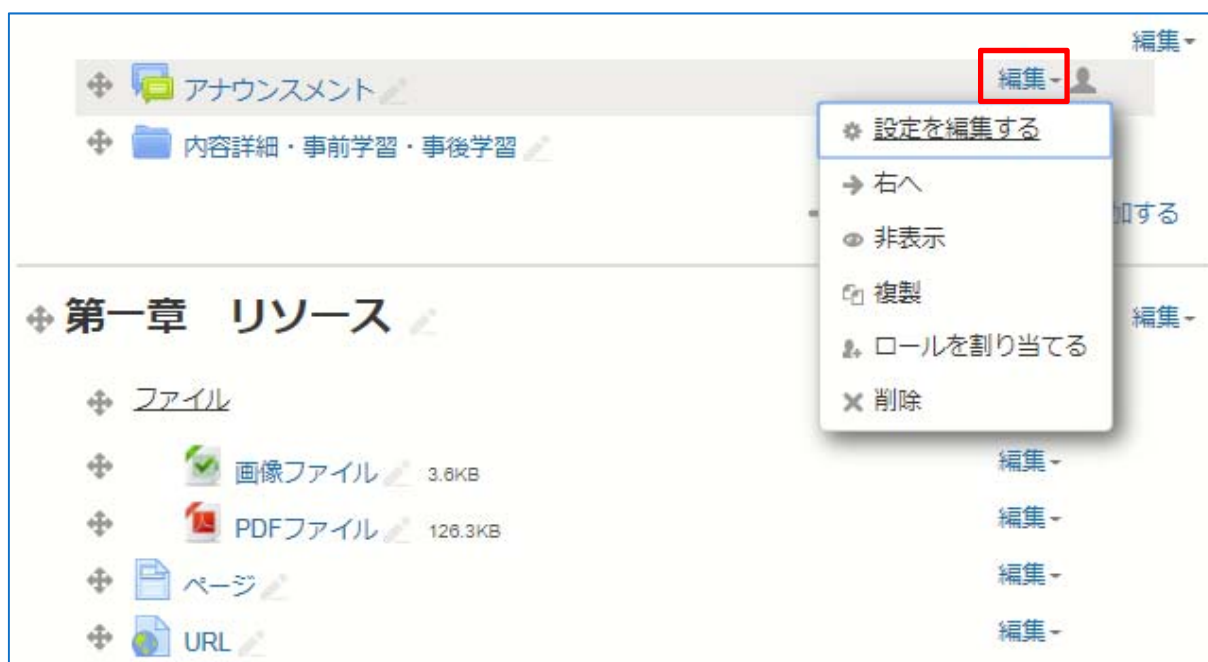 編集
アナウンスメント 編集
設定を編集する
内容詳細・事前学習・事後学習
右へ
加する
非表示
複製
第一章　リソース 編集
ロールを割り当てる
ファイル
削除
画像ファイル 3.6KB 編集
PDFファイル 126.3KB 編集
ページ 編集
URL 編集